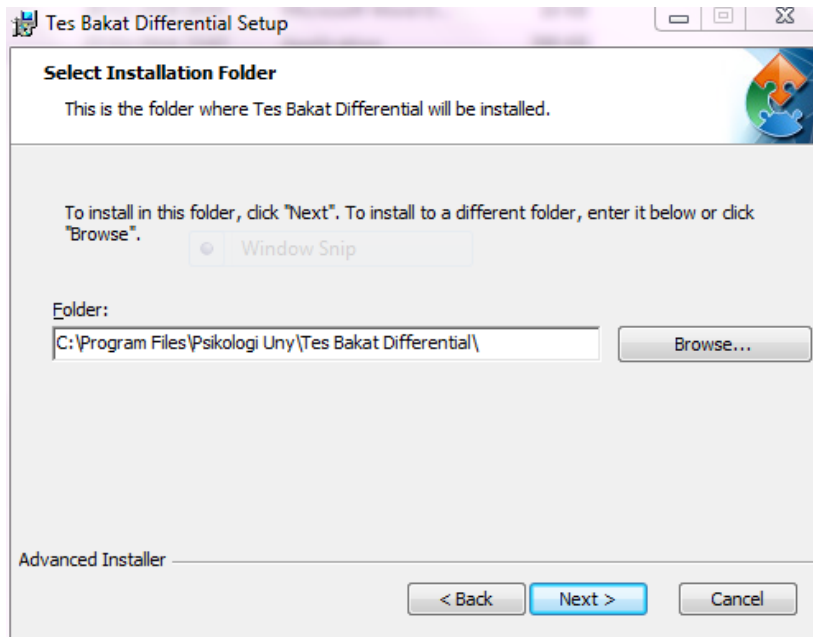 Tes Bakat Differential Setup
Select Installation Folder
This is the folder where Tes Bakat Differential will be installed.
To install in this folder, click "Next". To install to a different folder, enter it below or click
"Browse".
Window Snip
Folder:
C:\Program Files\Psikologi Uny\Tes Bakat Differential\
Browse...
Advanced Installer
< Back
Next >
Cancel